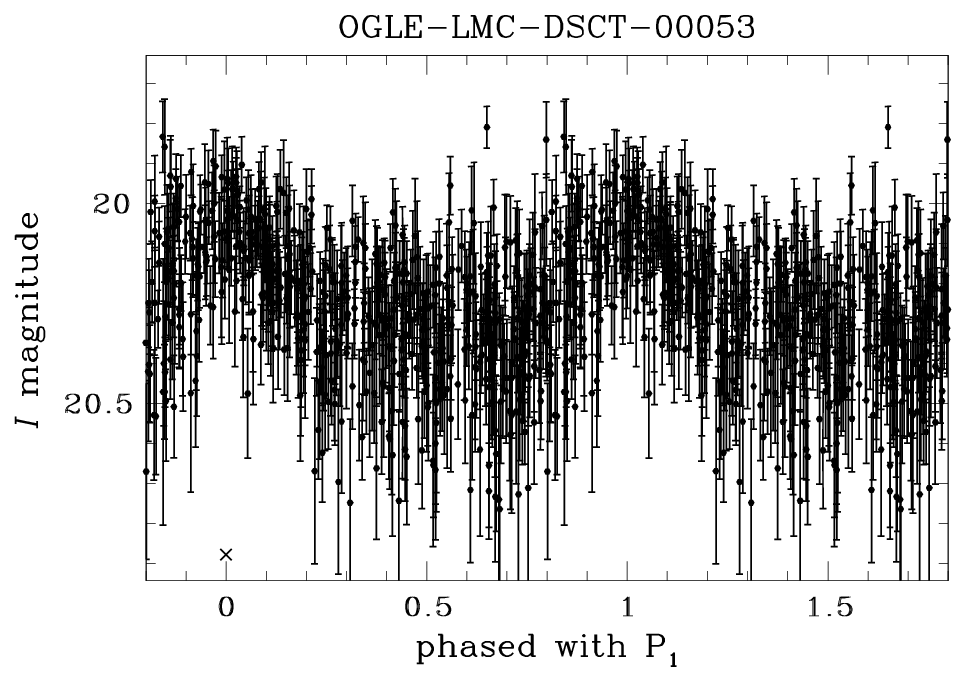 OGLE-LMC-DSCT-00053
I magnitude
20
20.5
0 0.5 1 1.5
phased with P₁